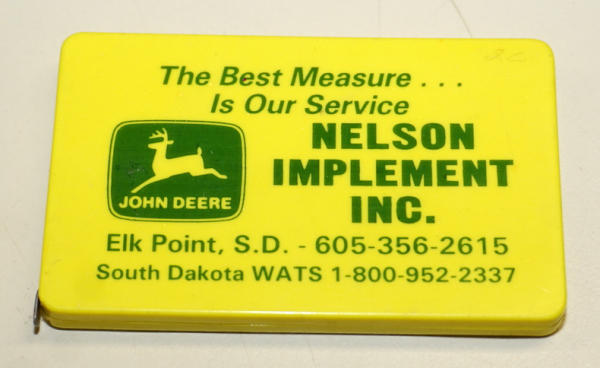 The Best Measure . . .
Is Our Service
NELSON
IMPLEMENT
INC.
JOHN DEERE
Elk Point, S.D. - 605-356-2615
South Dakota WATS 1-800-952-2337